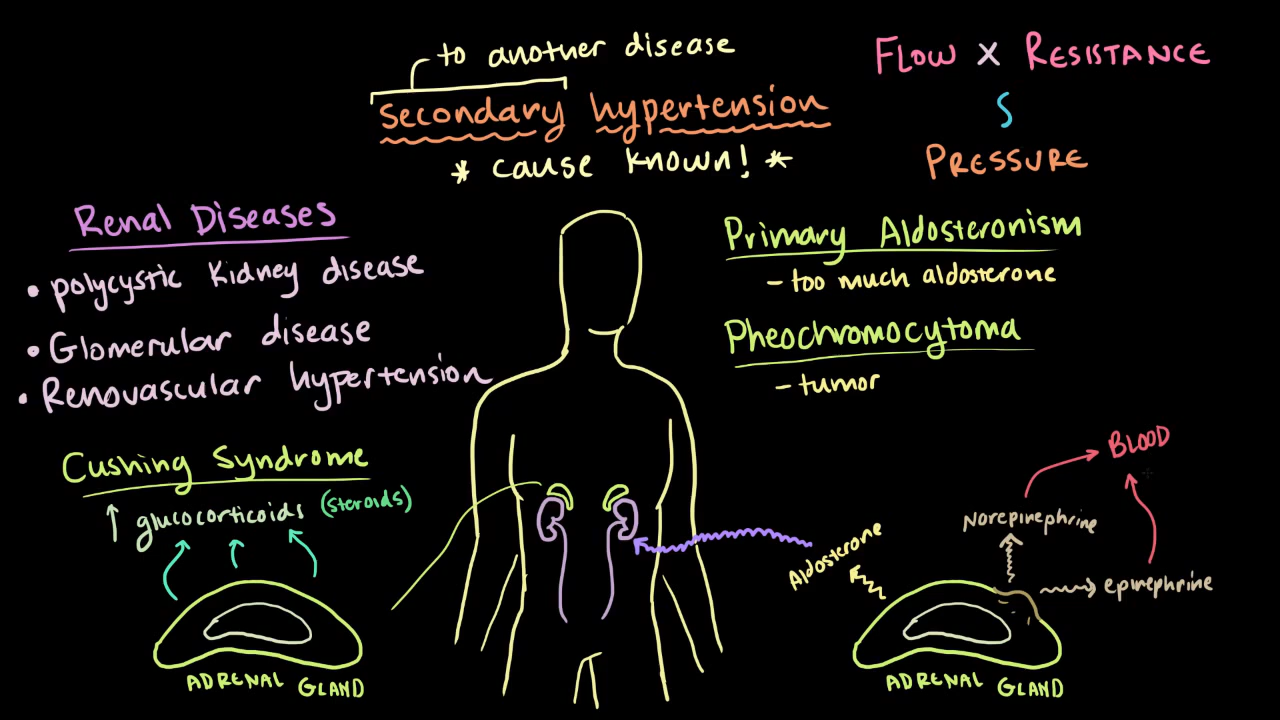 to another disease
secondary hypertension
* cause known! *
FLOW X RESISTANCE
PRESSURE
Renal Diseases
• polycystic Kidney disease
• Glomerular disease
• Renovascular hypertension
Cushing Syndrome
↑ glucocorticoids (steroids)
ADRENAL GLAND
Primary Aldosteronism
- too much aldosterone
Pheochromocytoma
- tumor
BLOOD
Norepinephrine
Aldosterone
epinephrine
ADRENAL GLAND